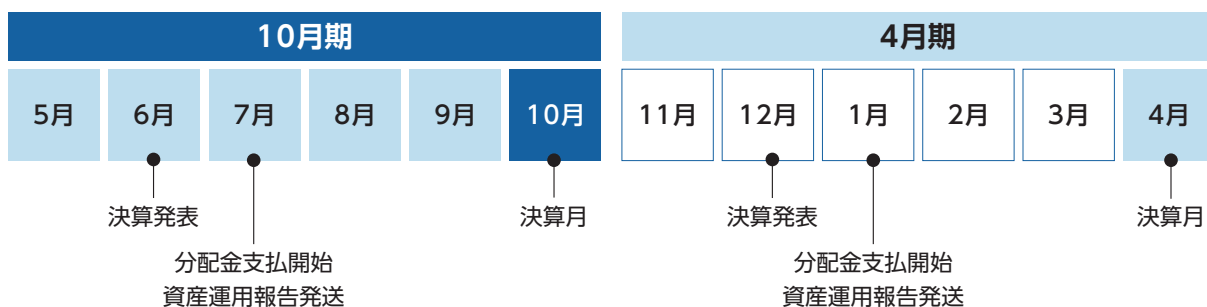 10月期
4月期
5月
6月
7月
8月
9月
10月
11月
12月
1月
2月
3月
4月
決算発表
決算月
決算発表
決算月
分配金支払開始
資産運用報告発送
分配金支払開始
資産運用報告発送